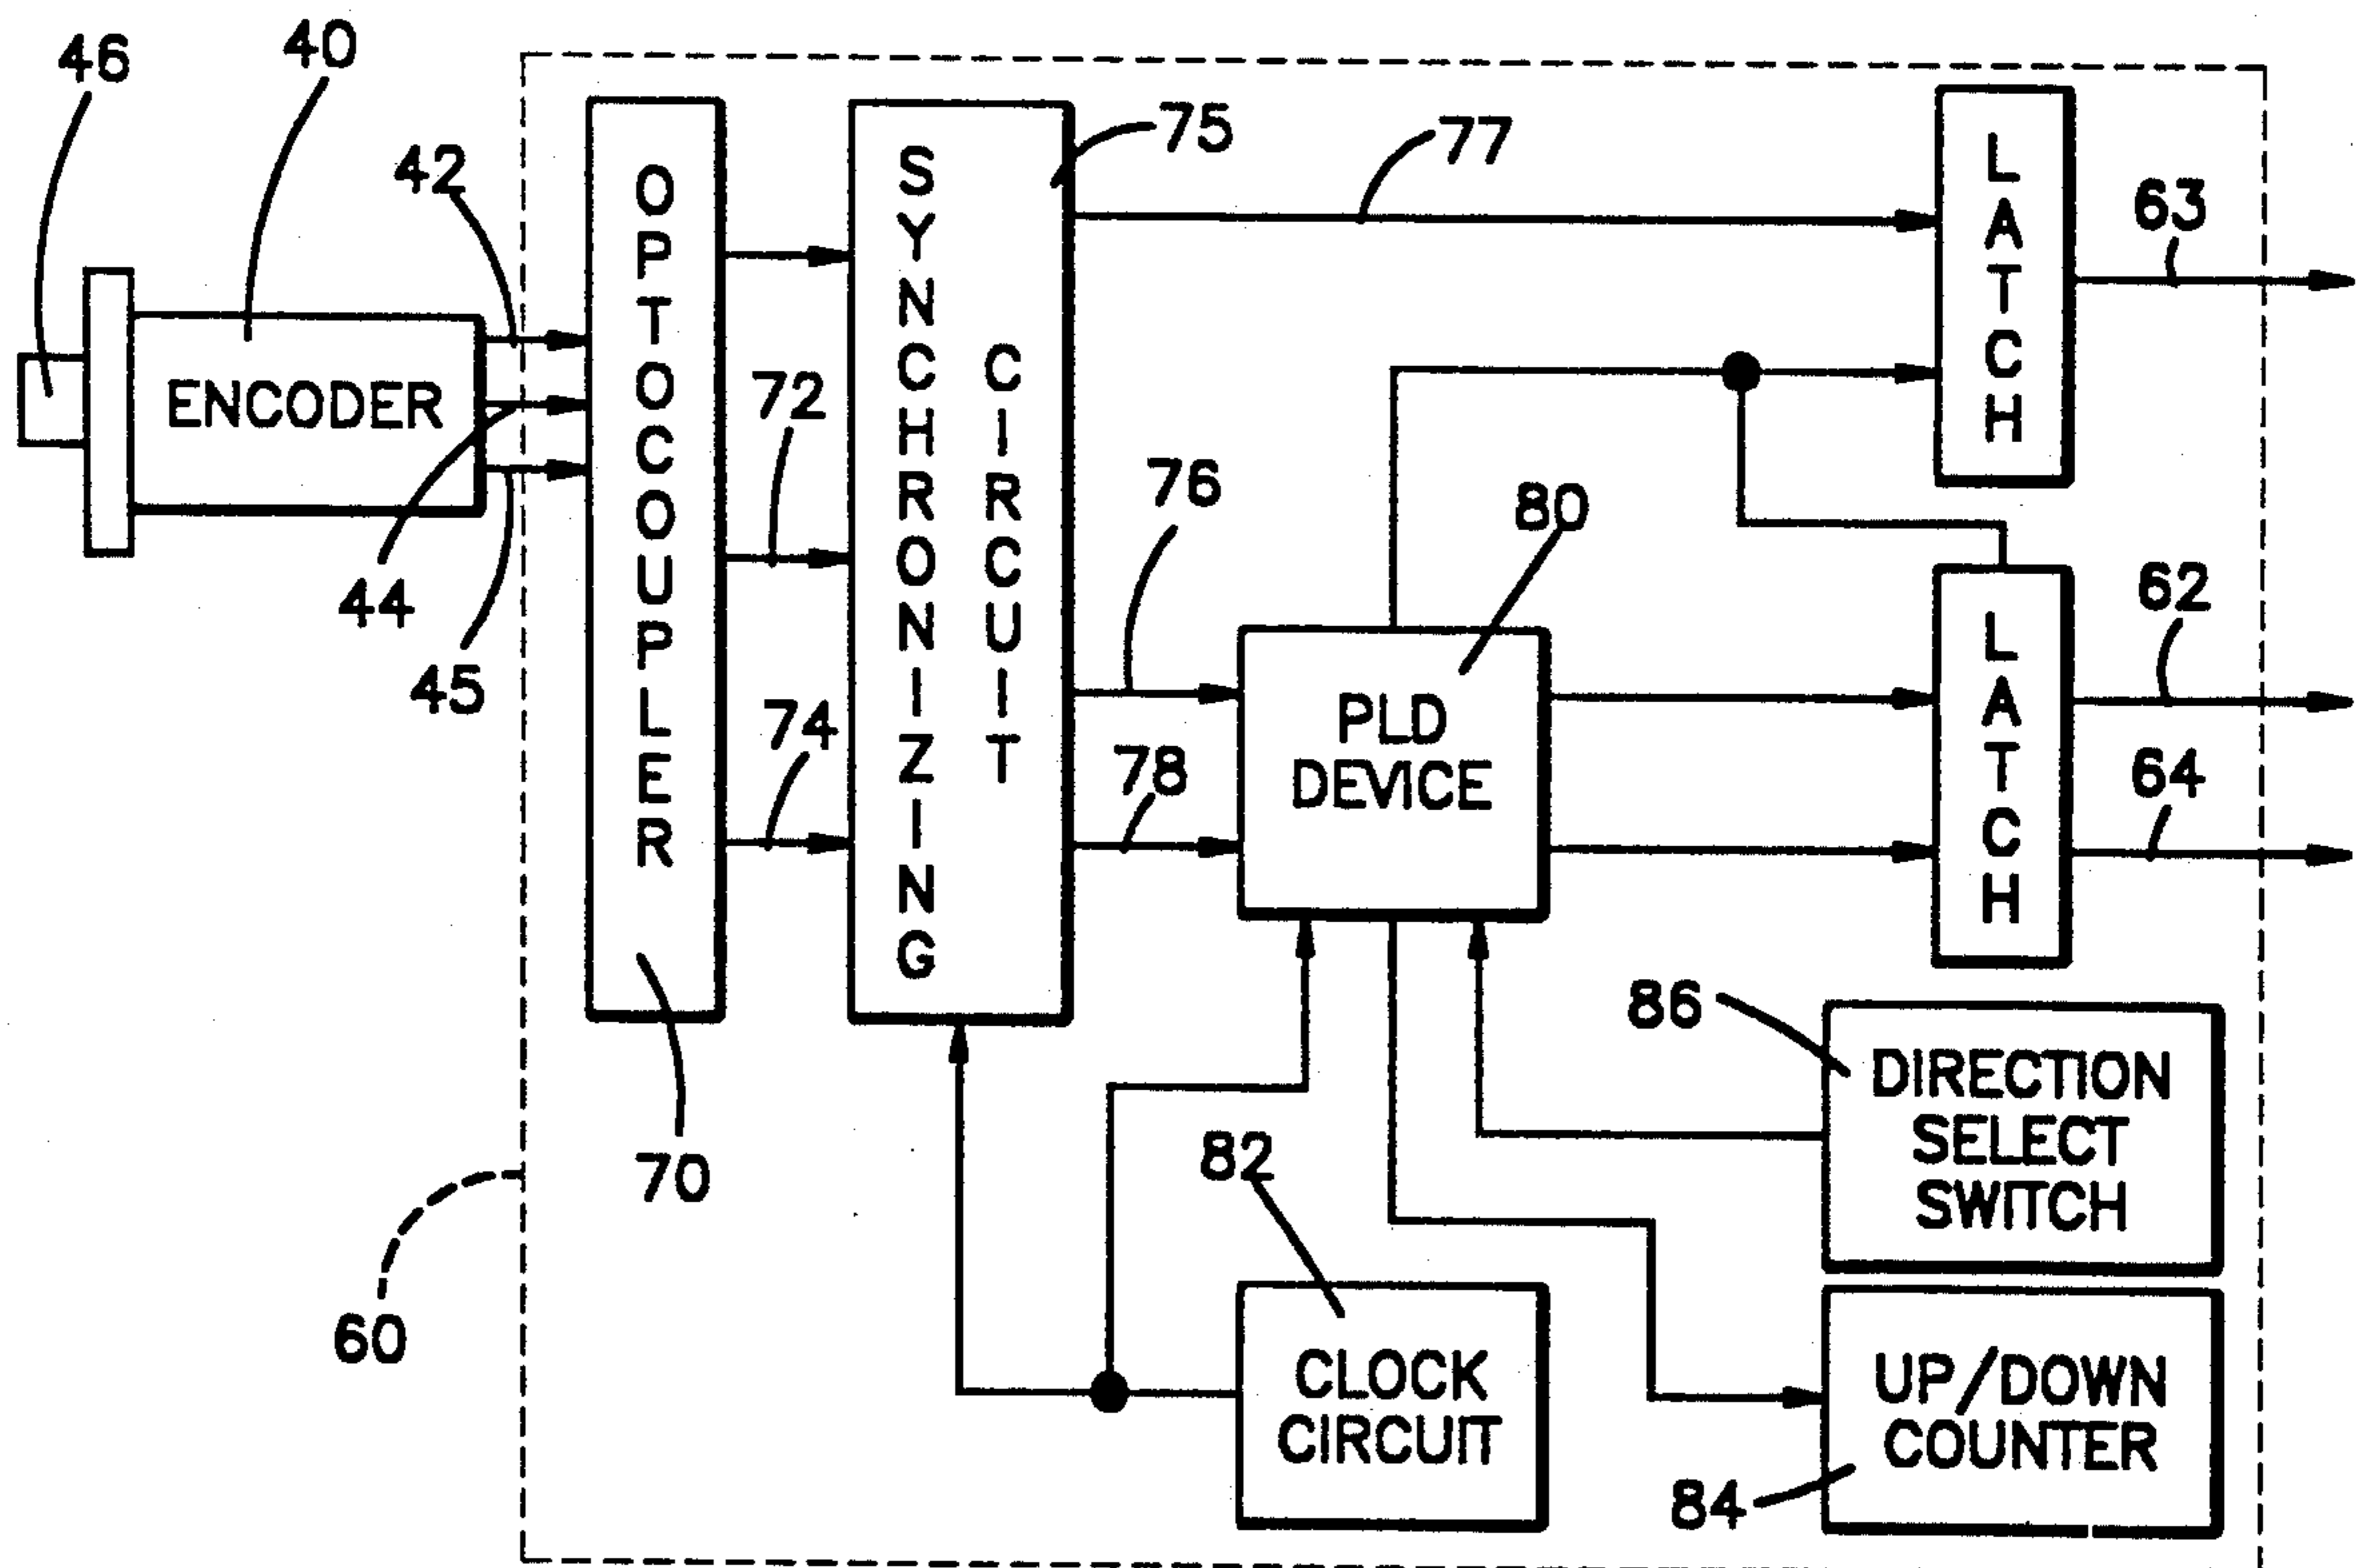 46
40
42
ENCODER
44
45
OPTOCOUPLER
70
72
74
SYNCHRONIZING
CIRCUIT
75
77
76
78
80
PLD
DEVICE
LATCH
63
LATCH
62
64
86
DIRECTION
SELECT
SWITCH
82
CLOCK
CIRCUIT
UP/DOWN
COUNTER
84
60